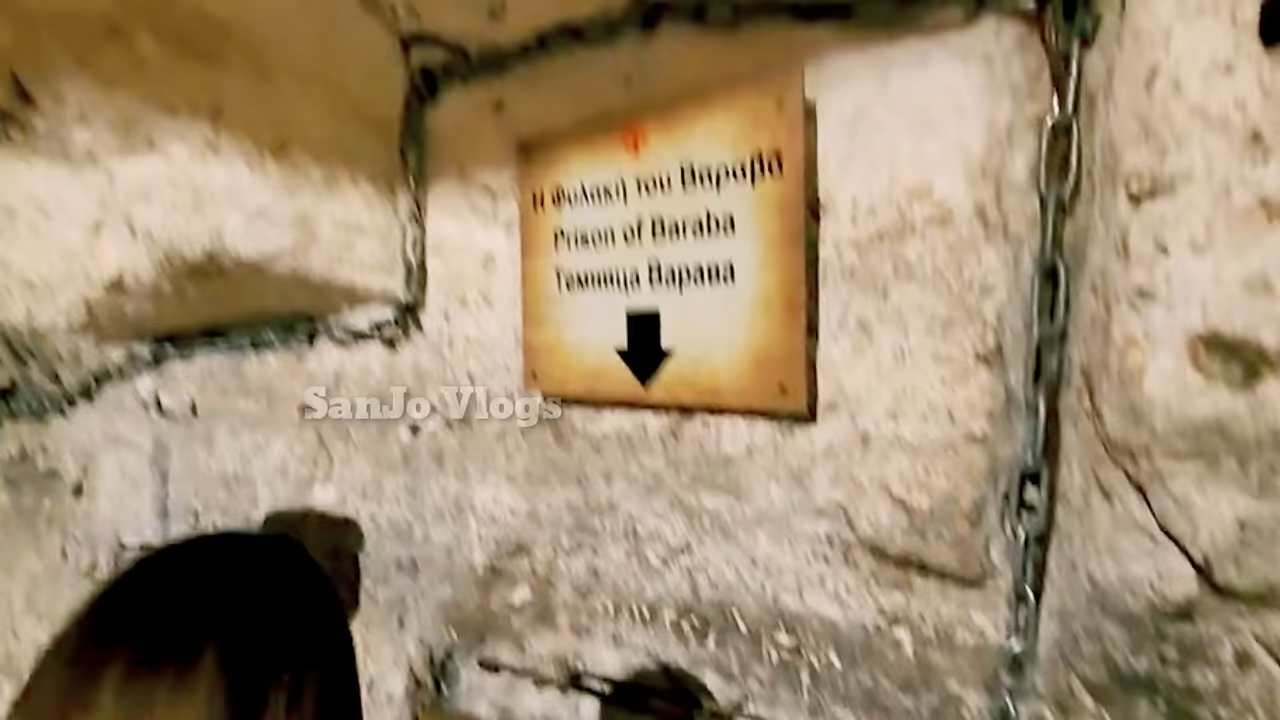 Η Φυλακή του Βαραβά
Prison of Baraba
Темница Варава
SanJo Vlogs